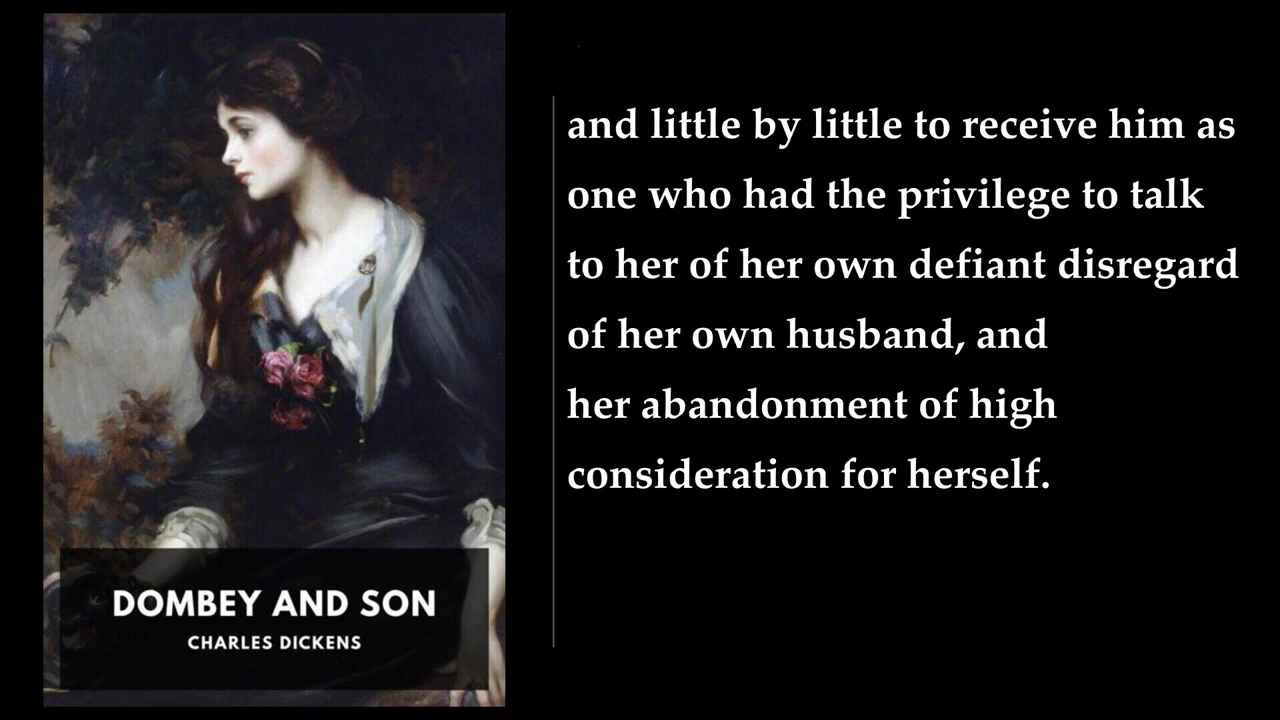 and little by little to receive him as
one who had the privilege to talk
to her of her own defiant disregard
of her own husband, and
her abandonment of high
consideration for herself.
DOMBEY AND SON
CHARLES DICKENS